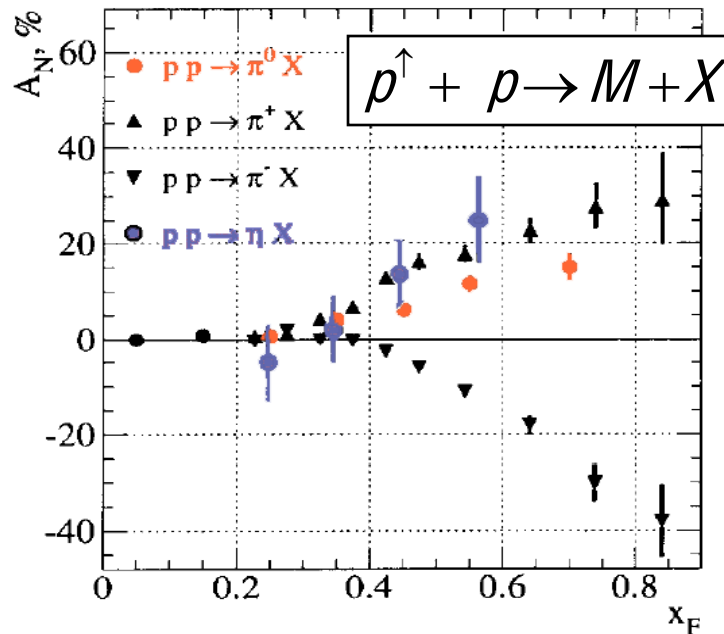 A_N, %
60
40
20
0
-20
-40
p p → π⁰ X
p p → π⁺ X
p p → π⁻ X
p p → η X
p↑ + p → M + X
0 0.2 0.4 0.6 0.8
x_F